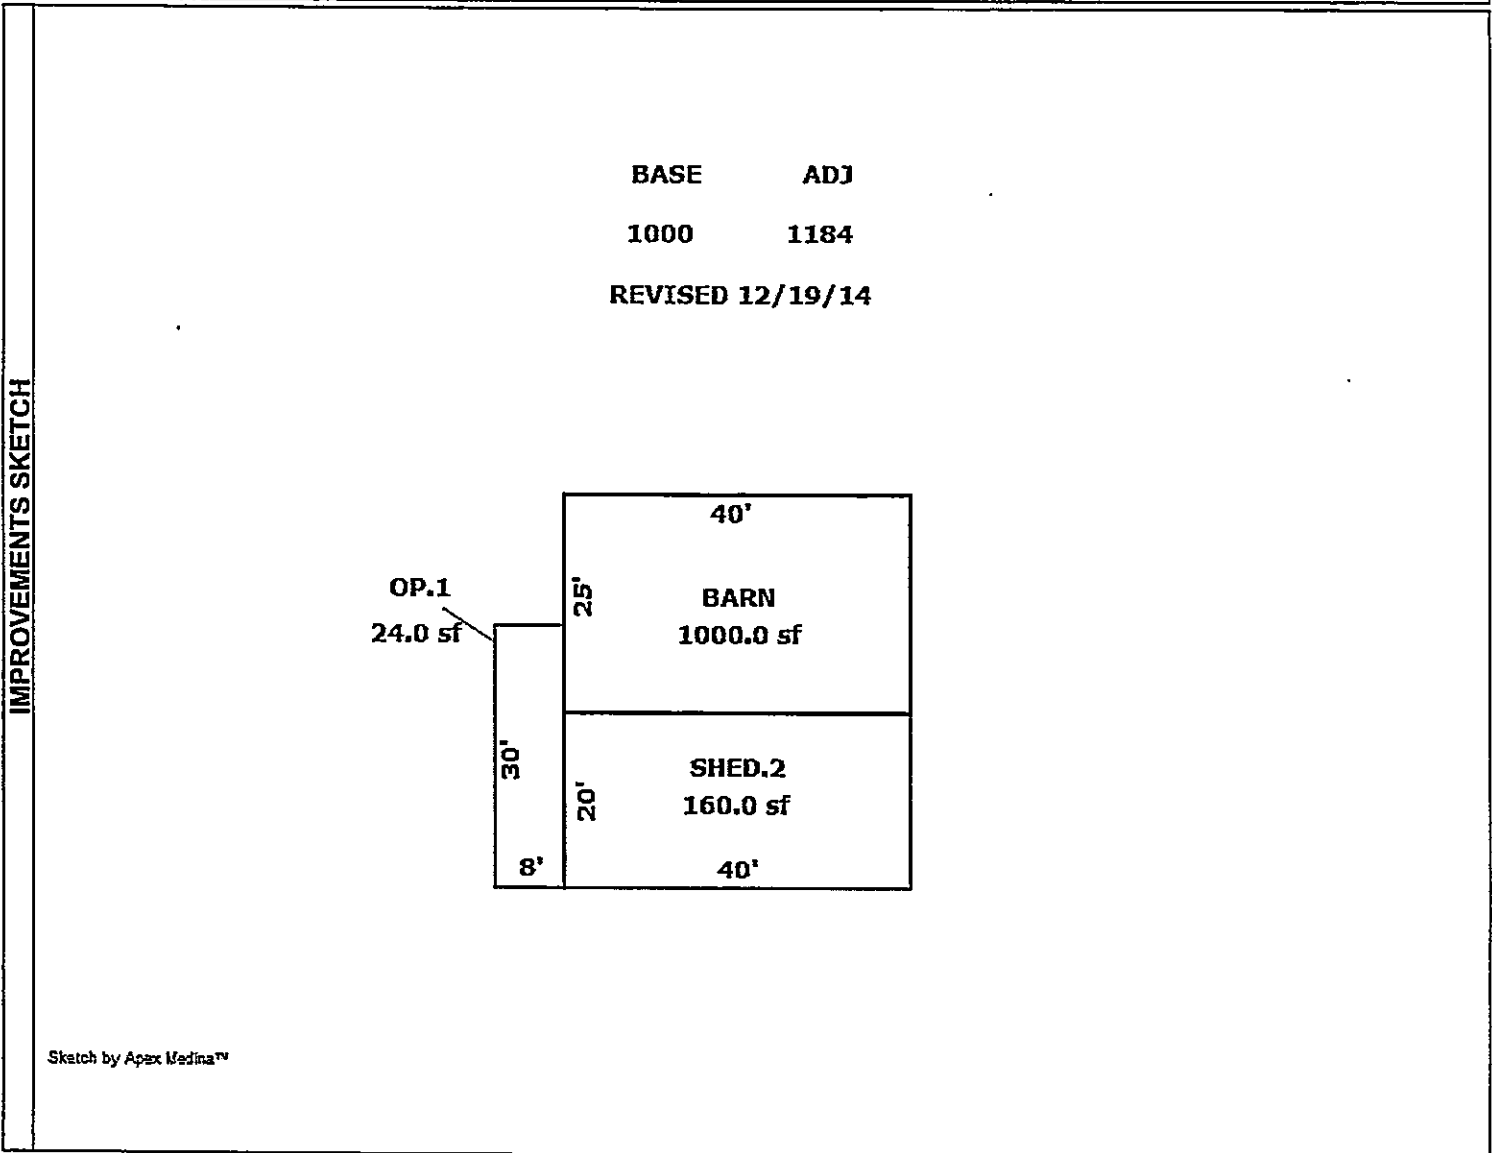 IMPROVEMENTS SKETCH
BASE ADJ
1000 1184
REVISED 12/19/14
40'
OP.1
24.0 sf
25'
BARN
1000.0 sf
30'
20'
SHED.2
160.0 sf
8'
40'
Sketch by Apex Medina™